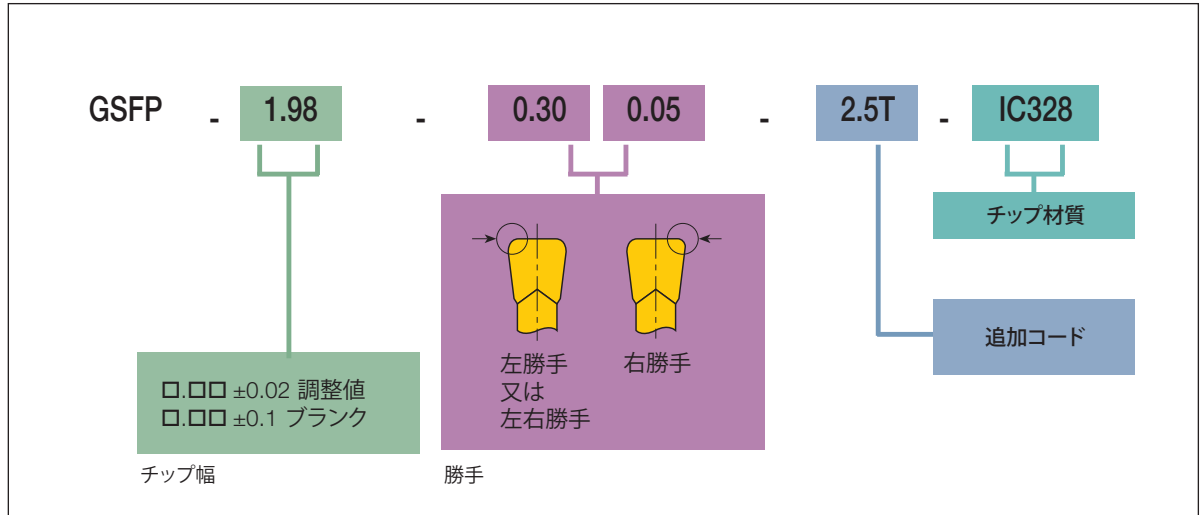 GSFP - 1.98 - 0.30 0.05 - 2.5T - IC328
チップ材質
追加コード
左勝手
又は
左右勝手
右勝手
□.□□ ±0.02 調整値
□.□□ ±0.1 ブランク
チップ幅
勝手